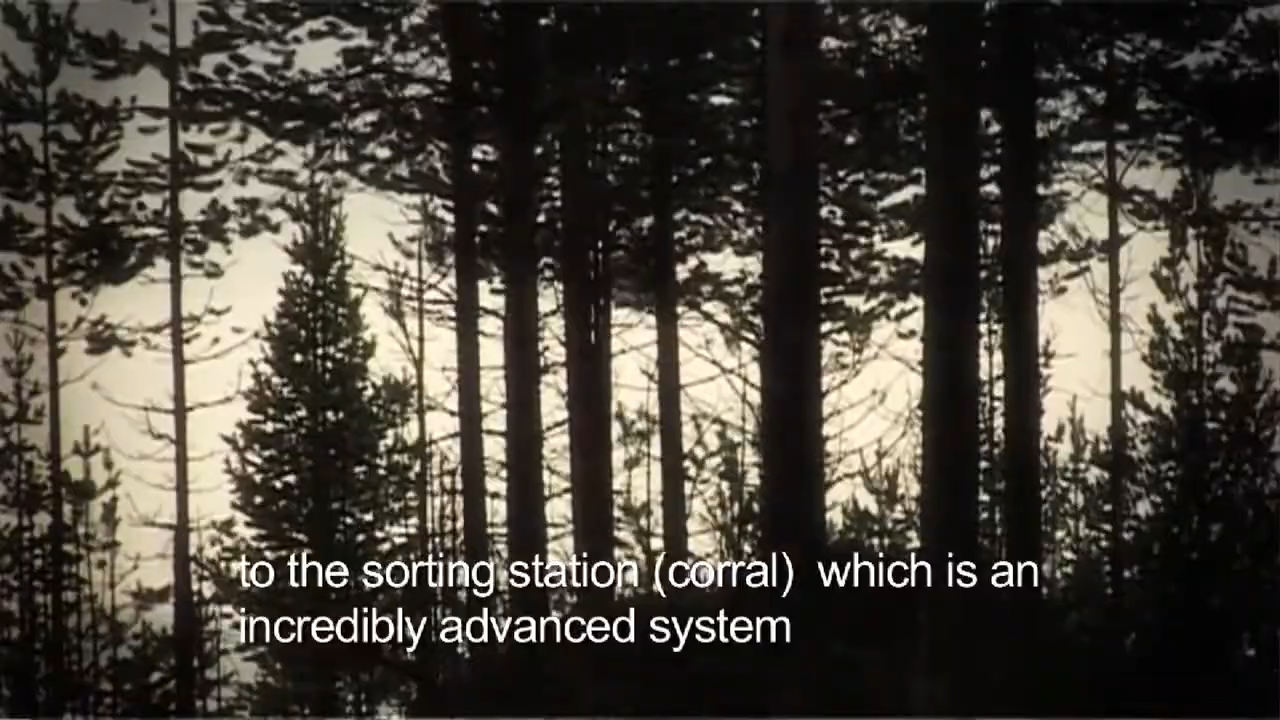 to the sorting station (corral)  which is an
incredibly advanced system